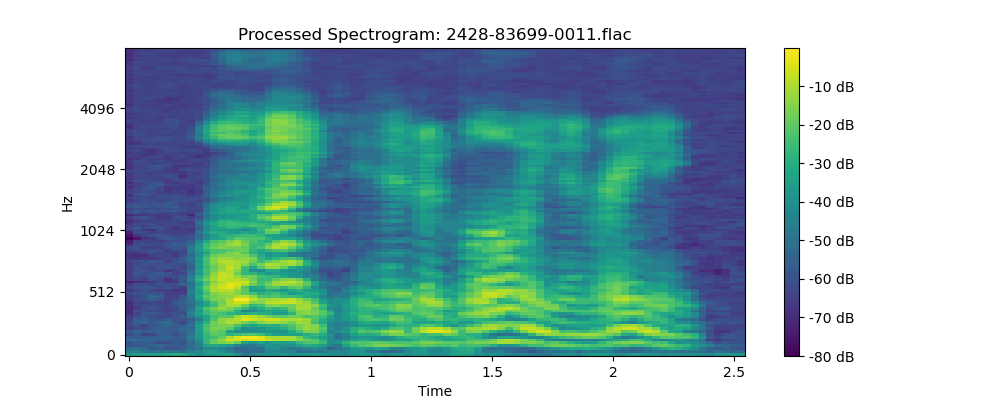 Processed Spectrogram: 2428-83699-0011.flac
4096
2048
1024
512
0
Hz
0
0.5
1
1.5
2
2.5
Time
-10 dB
-20 dB
-30 dB
-40 dB
-50 dB
-60 dB
-70 dB
-80 dB